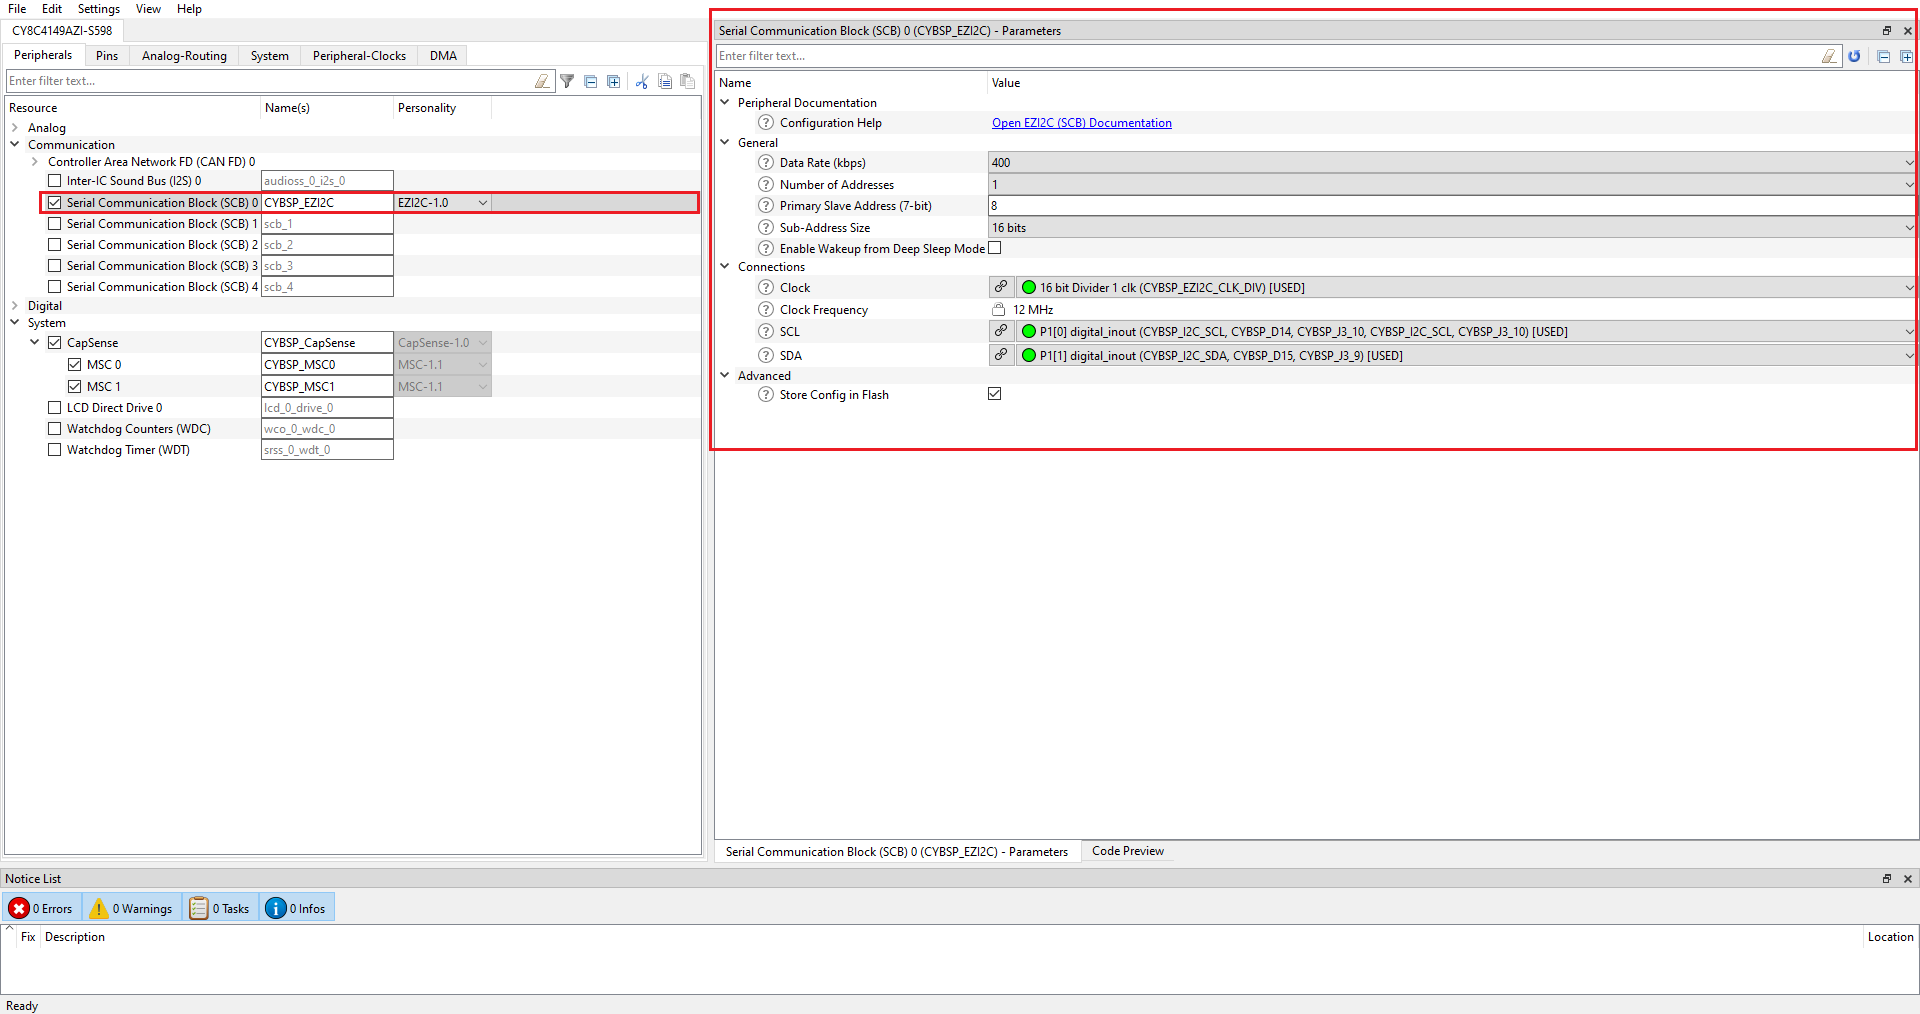 File Edit Settings View Help
CY8C4149AZI-S598
Peripherals Pins Analog-Routing System Peripheral-Clocks DMA
Enter filter text...
Resource Name(s) Personality
Analog
Communication
Controller Area Network FD (CAN FD) 0
Inter-IC Sound Bus (I2S) 0 audioss_0_i2s_0
Serial Communication Block (SCB) 0 CYBSP_EZI2C EZI2C-1.0
Serial Communication Block (SCB) 1 scb_1
Serial Communication Block (SCB) 2 scb_2
Serial Communication Block (SCB) 3 scb_3
Serial Communication Block (SCB) 4 scb_4
Digital
System
CapSense CYBSP_CapSense CapSense-1.0
MSC 0 CYBSP_MSC0 MSC-1.1
MSC 1 CYBSP_MSC1 MSC-1.1
LCD Direct Drive 0 lcd_0_drive_0
Watchdog Counters (WDC) wco_0_wdc_0
Watchdog Timer (WDT) srss_0_wdt_0
Serial Communication Block (SCB) 0 (CYBSP_EZI2C) - Parameters
Enter filter text...
Name Value
Peripheral Documentation
? Configuration Help Open EZI2C (SCB) Documentation
General
? Data Rate (kbps) 400
? Number of Addresses 1
? Primary Slave Address (7-bit) 8
? Sub-Address Size 16 bits
? Enable Wakeup from Deep Sleep Mode
Connections
? Clock 16 bit Divider 1 clk (CYBSP_EZI2C_CLK_DIV) [USED]
? Clock Frequency 12 MHz
? SCL P1[0] digital_inout (CYBSP_I2C_SCL, CYBSP_D14, CYBSP_J3_10, CYBSP_I2C_SCL, CYBSP_J3_10) [USED]
? SDA P1[1] digital_inout (CYBSP_I2C_SDA, CYBSP_D15, CYBSP_J3_9) [USED]
Advanced
? Store Config in Flash
Serial Communication Block (SCB) 0 (CYBSP_EZI2C) - Parameters Code Preview
Notice List
0 Errors ! 0 Warnings 0 Tasks i 0 Infos
Fix Description Location
Ready